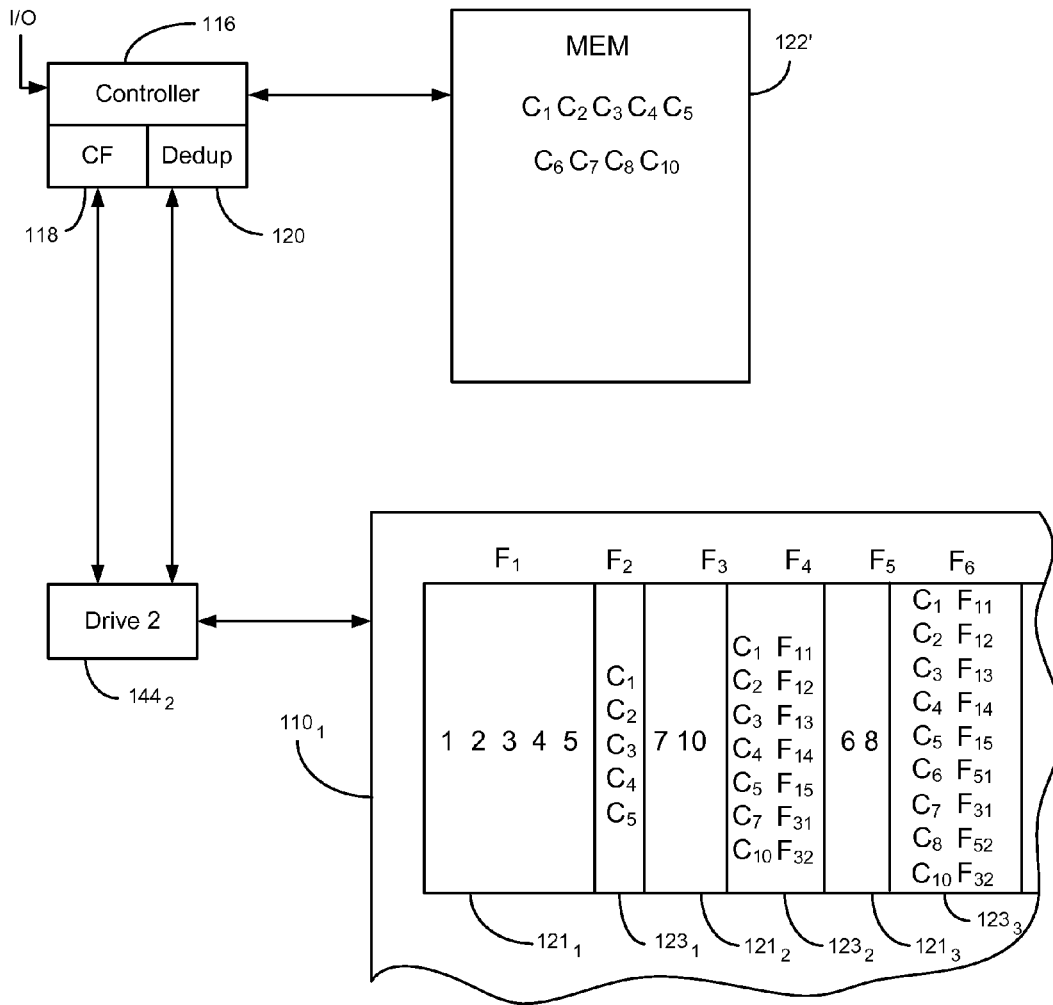 I/O
116
Controller
CF Dedup
118
120
MEM
C₁ C₂ C₃ C₄ C₅
C₆ C₇ C₈ C₁₀
122'
Drive 2
144₂
110₁
F₁ F₂ F₃ F₄ F₅ F₆
1 2 3 4 5
C₁
C₂
C₃
C₄
C₅
7 10
C₁ F₁₁
C₂ F₁₂
C₃ F₁₃
C₄ F₁₄
C₅ F₁₅
C₇ F₃₁
C₁₀ F₃₂
6 8
C₁ F₁₁
C₂ F₁₂
C₃ F₁₃
C₄ F₁₄
C₅ F₁₅
C₆ F₅₁
C₇ F₃₁
C₈ F₅₂
C₁₀ F₃₂
121₁ 123₁ 121₂ 123₂ 121₃ 123₃